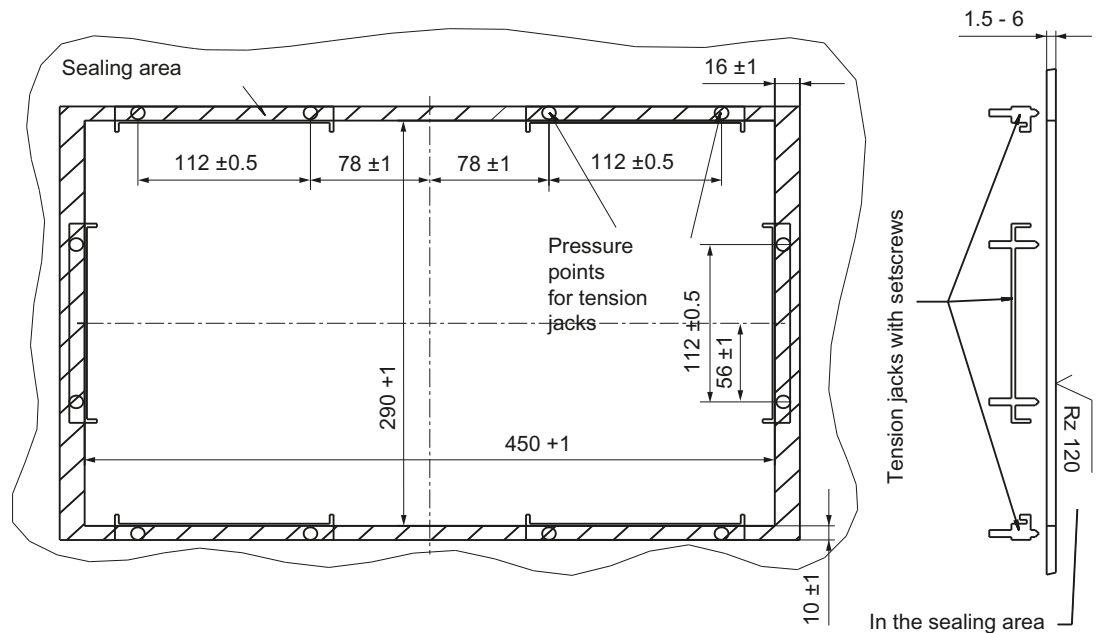 1.5 - 6
Sealing area
16 ±1
112 ±0.5
78 ±1
78 ±1
112 ±0.5
Pressure
points
for tension
jacks
112 ±0.5
56 ±1
290 +1
450 +1
10 ±1
Tension jacks with setscrews
Rz 120
In the sealing area